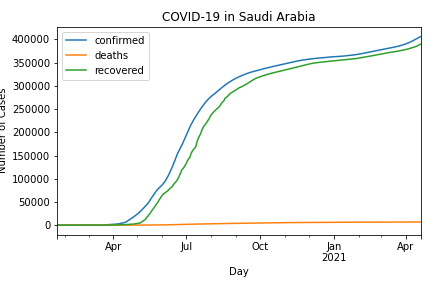 COVID-19 in Saudi Arabia
confirmed
deaths
recovered
Number of Cases
400000
350000
300000
250000
200000
150000
100000
50000
0
Apr Jul Oct Jan Apr
2021
Day